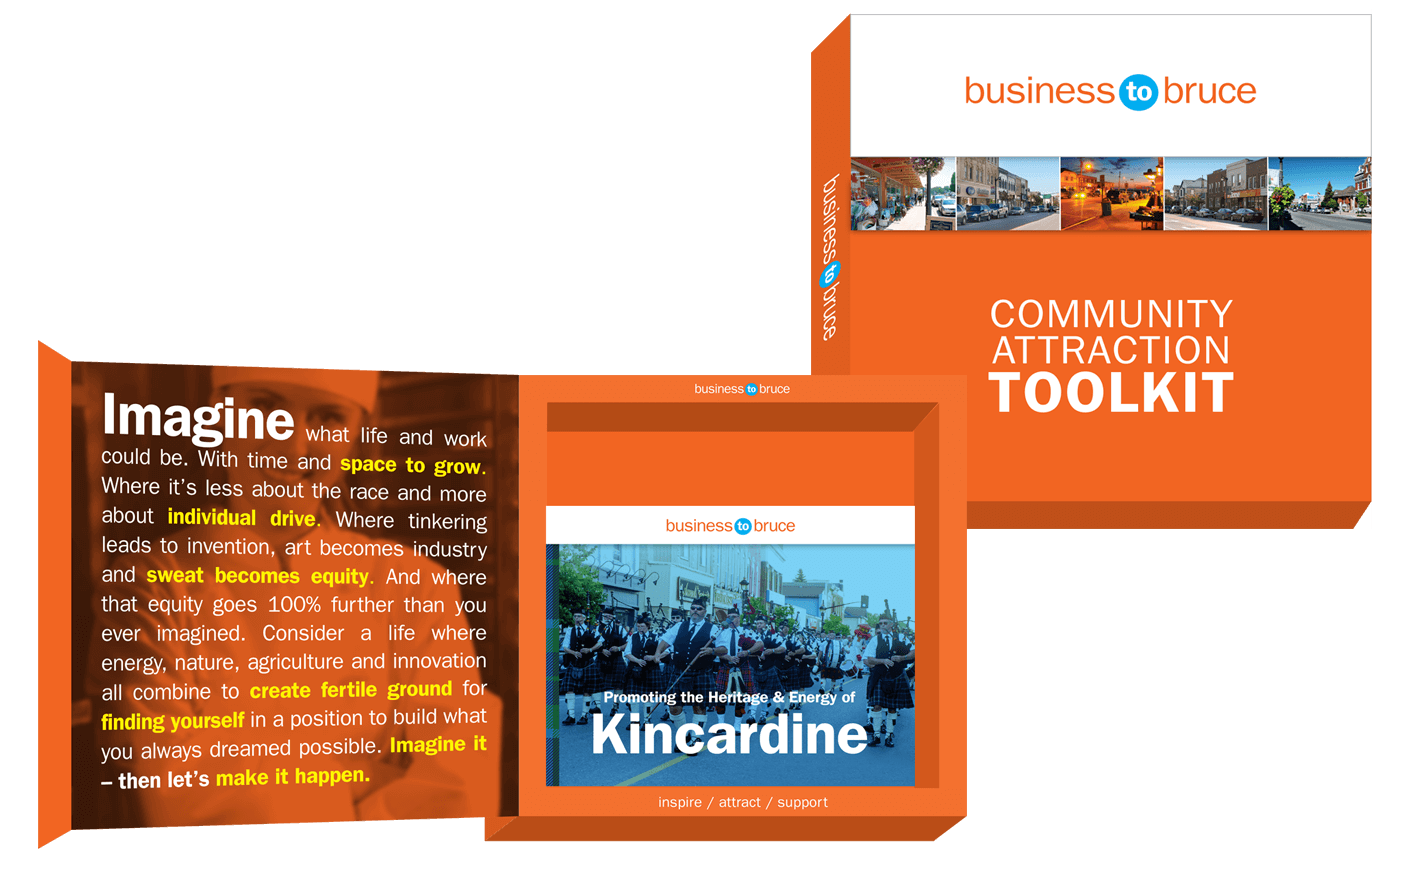 business to bruce
business to bruce
COMMUNITY
ATTRACTION
TOOLKIT
Imagine what life and work
could be. With time and space to grow.
Where it’s less about the race and more
about individual drive. Where tinkering
leads to invention, art becomes industry
and sweat becomes equity. And where
that equity goes 100% further than you
ever imagined. Consider a life where
energy, nature, agriculture and innovation
all combine to create fertile ground for
finding yourself in a position to build what
you always dreamed possible. Imagine it
– then let’s make it happen.
business to bruce
business to bruce
Promoting the Heritage & Energy of
Kincardine
inspire / attract / support